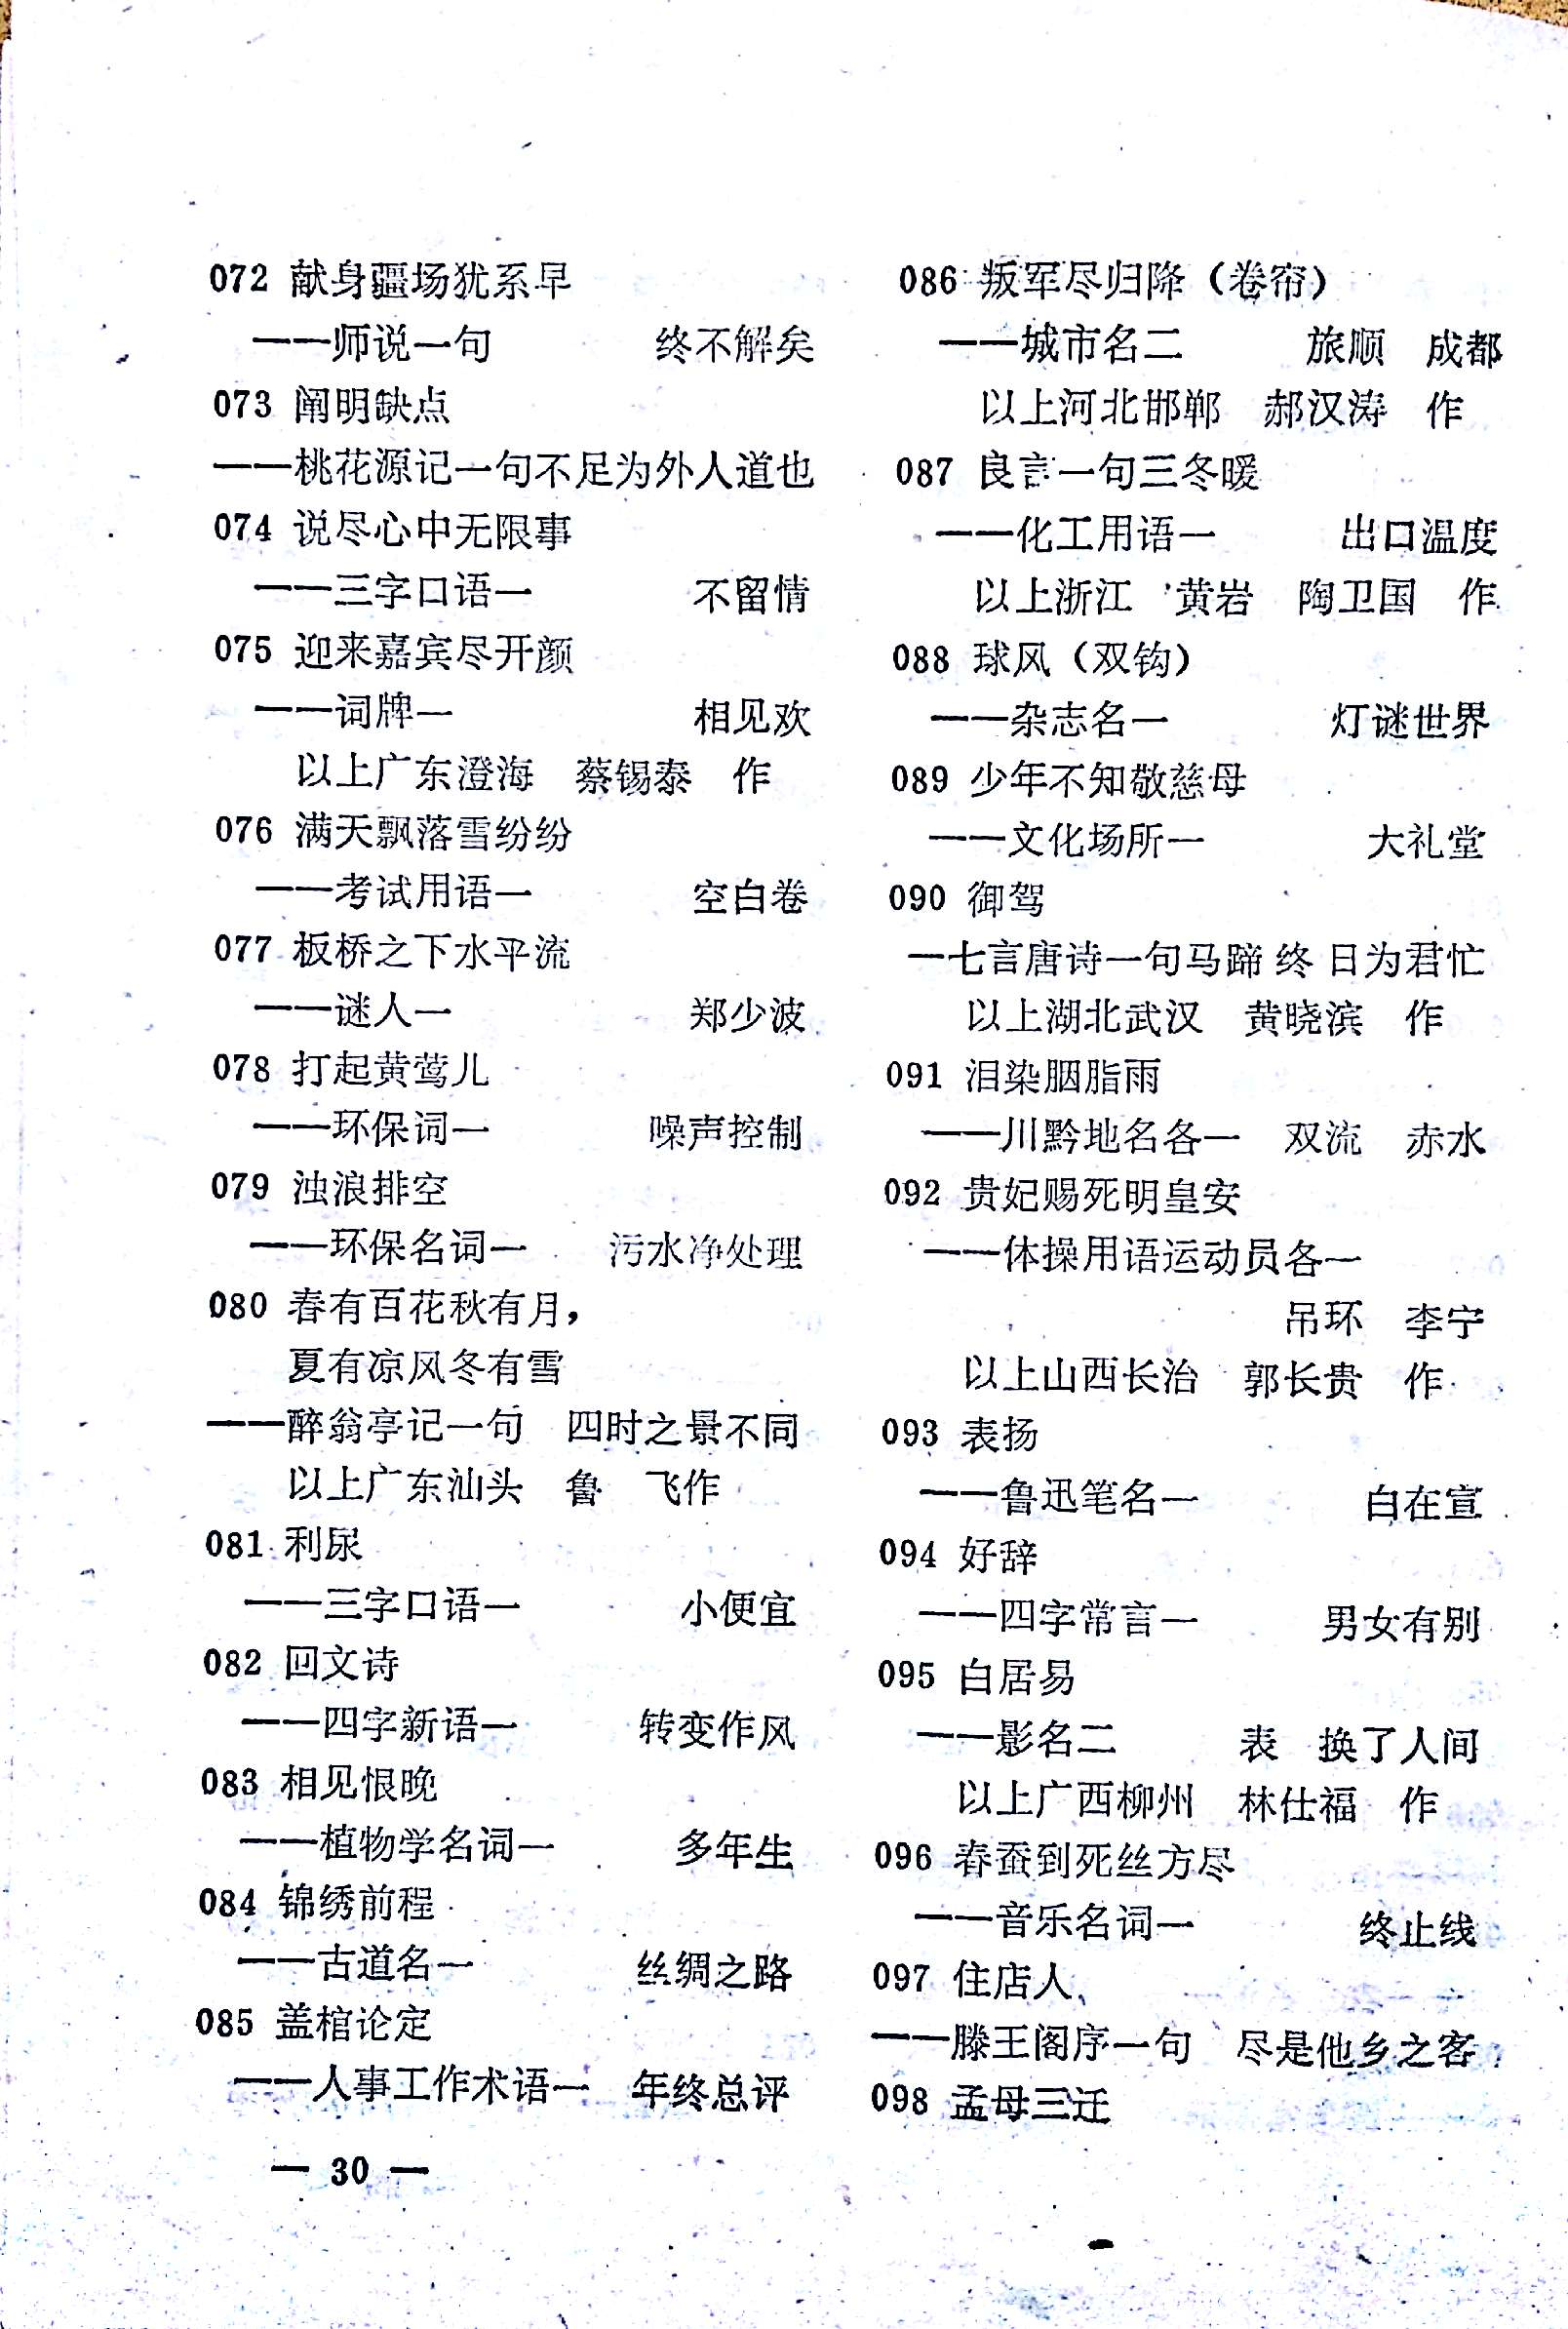 072 献身疆场犹系早
——师说一句 终不解矣
073 阐明缺点
——桃花源记一句不足为外人道也
074 说尽心中无限事
——三字口语一 不留情
075 迎来嘉宾尽开颜
——词牌一 相见欢
以上广东澄海 蔡锡泰 作
076 满天飘落雪纷纷
——考试用语一 空白卷
077 板桥之下水平流
——谜人一 郑少波
078 打起黄莺儿
——环保词一 噪声控制
079 浊浪排空
——环保名词一 污水净处理
080 春有百花秋有月，
夏有凉风冬有雪
——醉翁亭记一句 四时之景不同
以上广东汕头 鲁 飞作
081 利尿
——三字口语一 小便宜
082 回文诗
——四字新语一 转变作风
083 相见恨晚
——植物学名词一 多年生
084 锦绣前程
——古道名一 丝绸之路
085 盖棺论定
——人事工作术语一 年终总评
— 30 —
086 叛军尽归降（卷帘）
——城市名二 旅顺 成都
以上河北邯郸 郝汉涛 作
087 良言一句三冬暖
——化工用语一 出口温度
以上浙江 黄岩 陶卫国 作
088 球风（双钩）
——杂志名一 灯谜世界
089 少年不知敬慈母
——文化场所一 大礼堂
090 御驾
—七言唐诗一句马蹄终日为君忙
以上湖北武汉 黄晓滨 作
091 泪染胭脂雨
——川黔地名各一 双流 赤水
092 贵妃赐死明皇安
——体操用语运动员各一
吊环 李宁
以上山西长治 郭长贵 作
093 表扬
——鲁迅笔名一 白在宣
094 好辞
——四字常言一 男女有别
095 白居易
——影名二 表 换了人间
以上广西柳州 林仕福 作
096 春蚕到死丝方尽
——音乐名词一 终止线
097 住店人
——滕王阁序一句 尽是他乡之客
098 孟母三迁